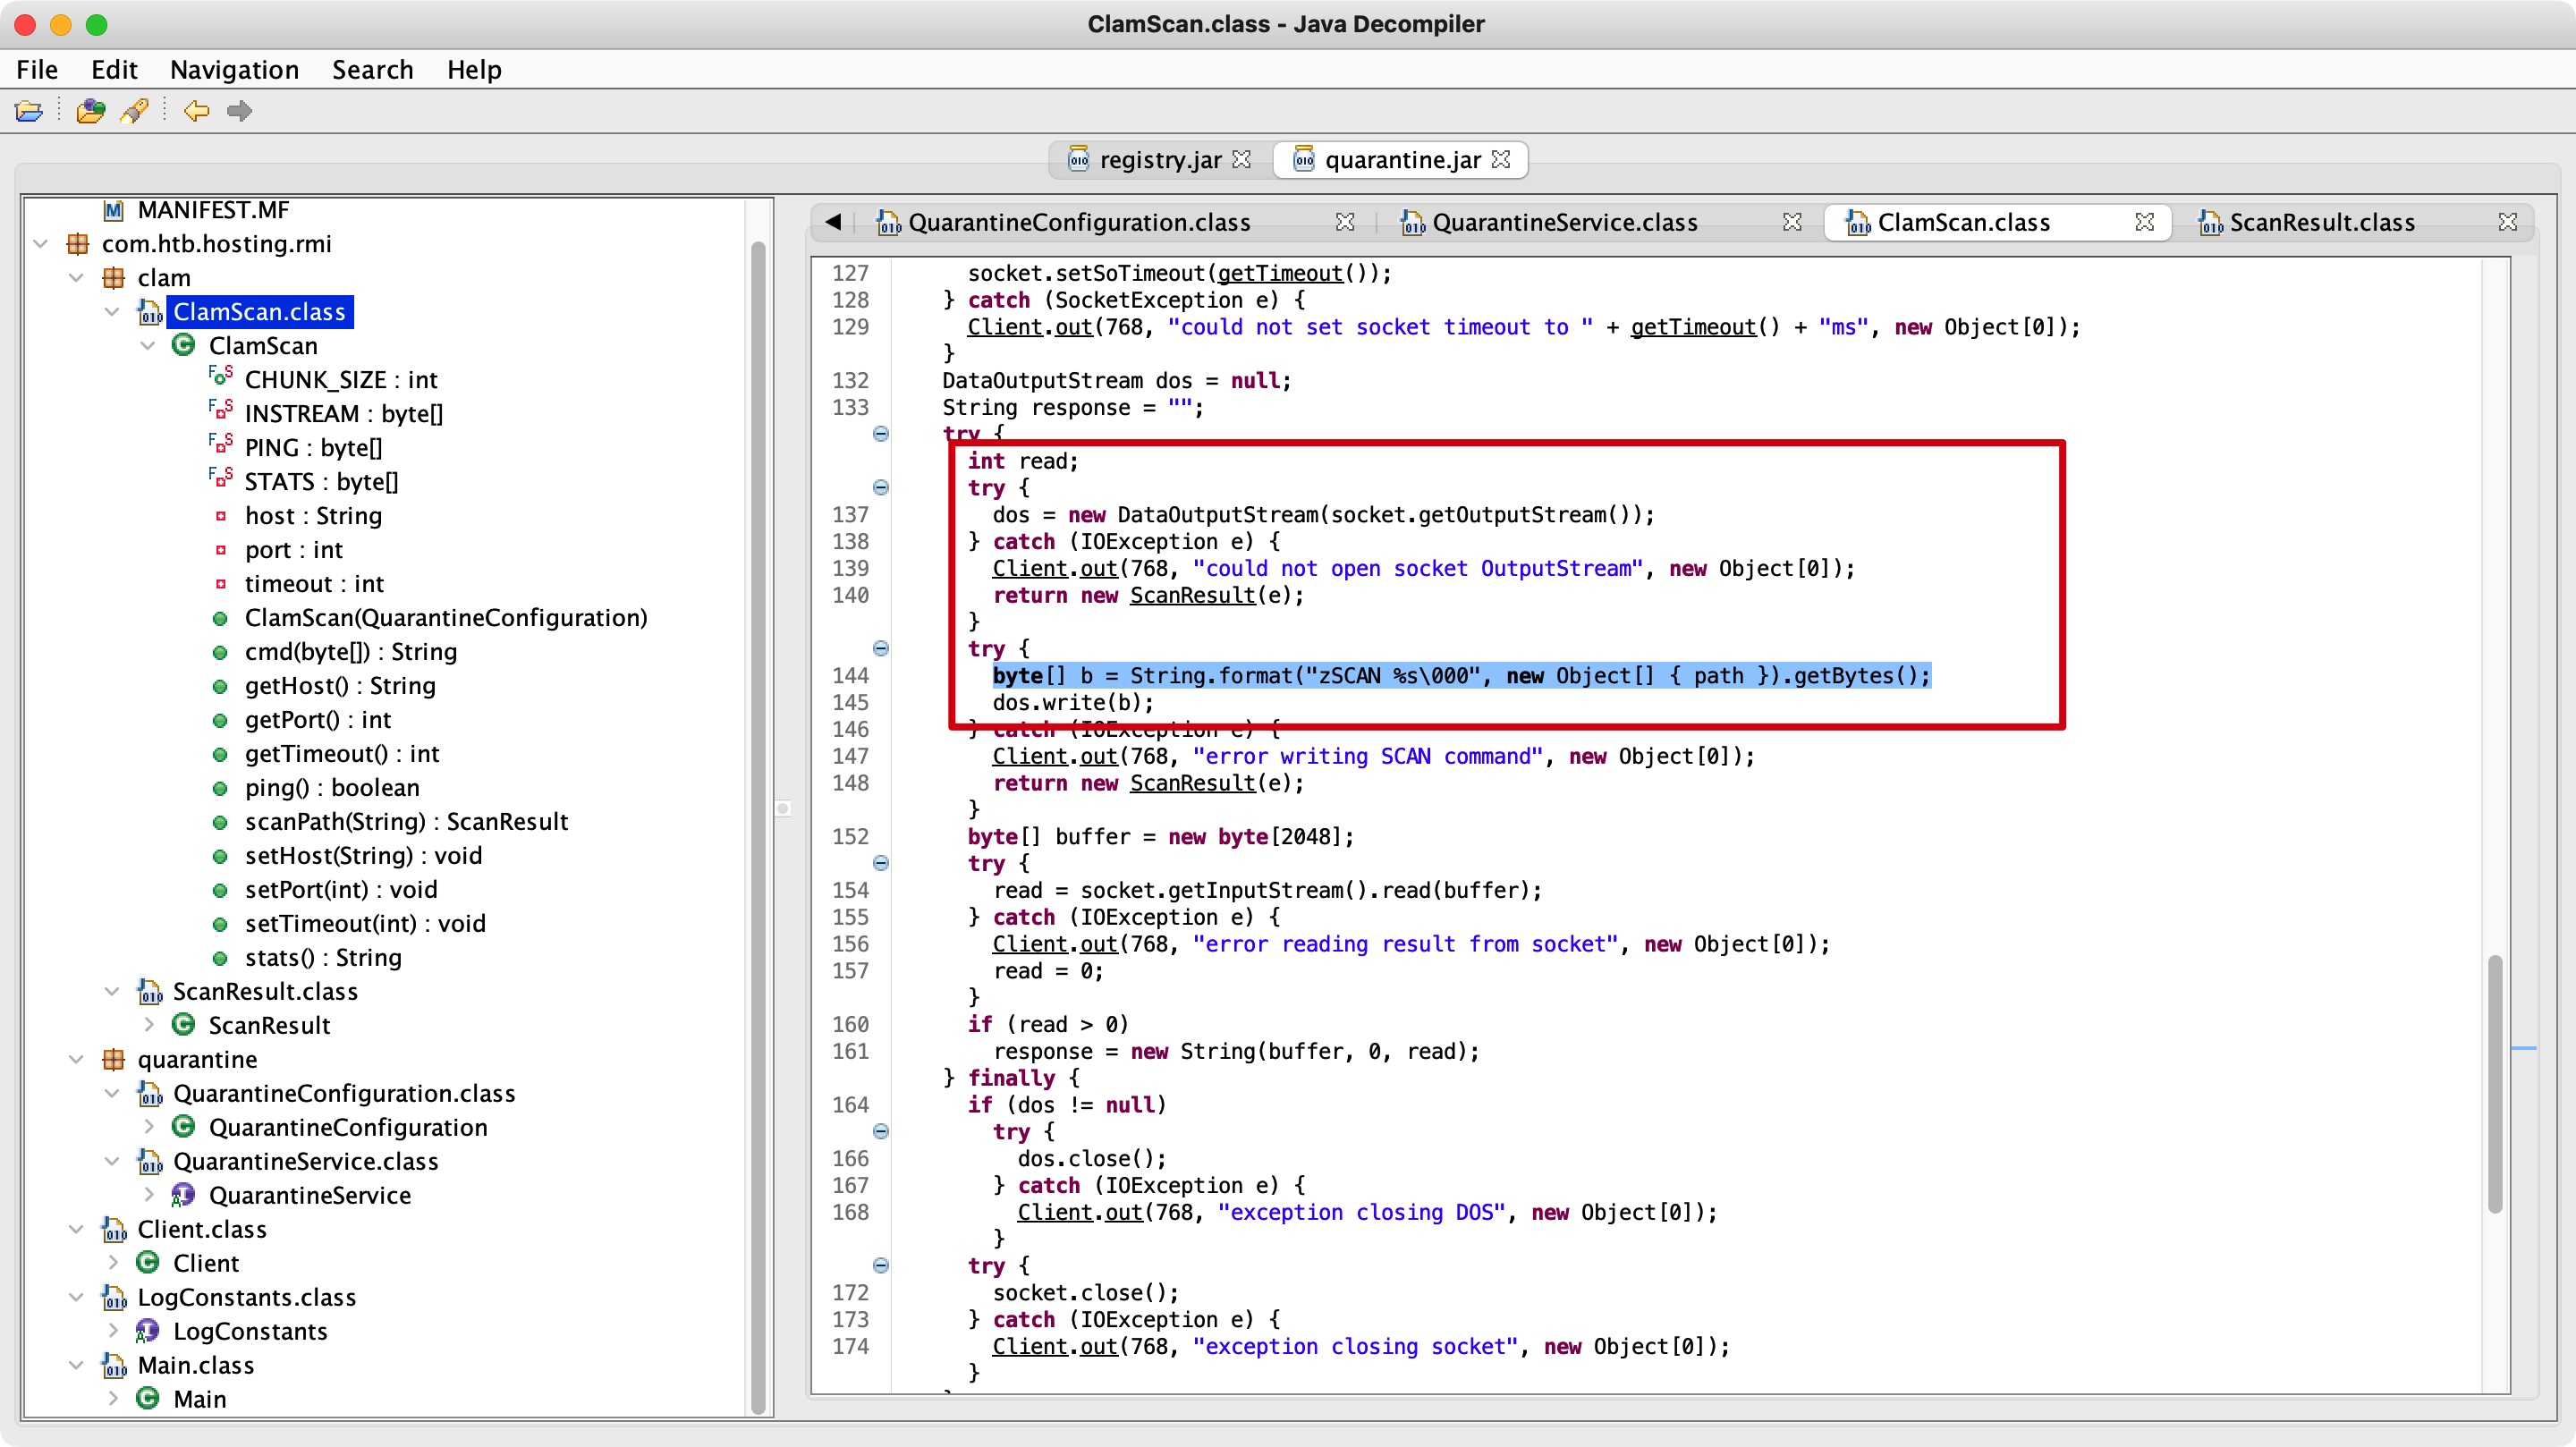 ClamScan.class - Java Decompiler
File Edit Navigation Search Help
registry.jar quarantine.jar
MANIFEST.MF
com.htb.hosting.rmi
clam
ClamScan.class
ClamScan
CHUNK_SIZE : int
INSTREAM : byte[]
PING : byte[]
STATS : byte[]
host : String
port : int
timeout : int
ClamScan(QuarantineConfiguration)
cmd(byte[]) : String
getHost() : String
getPort() : int
getTimeout() : int
ping() : boolean
scanPath(String) : ScanResult
setHost(String) : void
setPort(int) : void
setTimeout(int) : void
stats() : String
ScanResult.class
ScanResult
quarantine
QuarantineConfiguration.class
QuarantineConfiguration
QuarantineService.class
QuarantineService
Client.class
Client
LogConstants.class
LogConstants
Main.class
Main
QuarantineConfiguration.class QuarantineService.class ClamScan.class ScanResult.class
127 socket.setSoTimeout(getTimeout());
128 } catch (SocketException e) {
129 Client.out(768, "could not set socket timeout to " + getTimeout() + "ms", new Object[0]);
}
132 DataOutputStream dos = null;
133 String response = "";
try {
int read;
try {
137 dos = new DataOutputStream(socket.getOutputStream());
138 } catch (IOException e) {
139 Client.out(768, "could not open socket OutputStream", new Object[0]);
140 return new ScanResult(e);
}
try {
144 byte[] b = String.format("zSCAN %s\000", new Object[] { path }).getBytes();
145 dos.write(b);
146 } catch (IOException e) {
147 Client.out(768, "error writing SCAN command", new Object[0]);
148 return new ScanResult(e);
}
152 byte[] buffer = new byte[2048];
try {
154 read = socket.getInputStream().read(buffer);
155 } catch (IOException e) {
156 Client.out(768, "error reading result from socket", new Object[0]);
157 read = 0;
}
160 if (read > 0)
161 response = new String(buffer, 0, read);
} finally {
164 if (dos != null)
try {
166 dos.close();
167 } catch (IOException e) {
168 Client.out(768, "exception closing DOS", new Object[0]);
}
try {
172 socket.close();
173 } catch (IOException e) {
174 Client.out(768, "exception closing socket", new Object[0]);
}